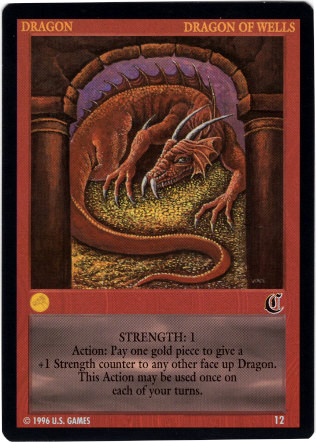 DRAGON DRAGON OF WELLS
C
STRENGTH: 1
Action: Pay one gold piece to give a
+1 Strength counter to any other face up Dragon.
This Action may be used once on
each of your turns.
© 1996 U.S. GAMES 12